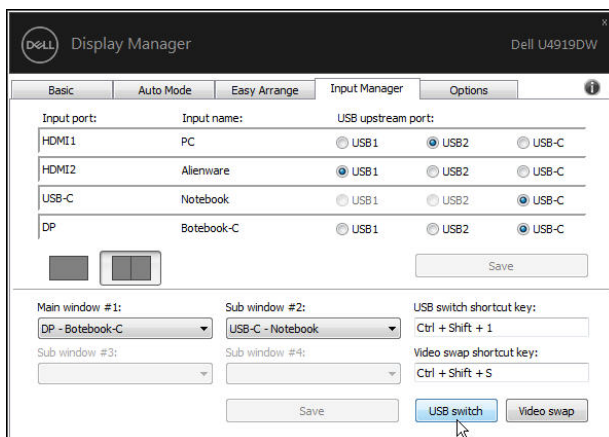 x
DELL Display Manager Dell U4919DW
Basic Auto Mode Easy Arrange Input Manager Options i
Input port: Input name: USB upstream port:
HDMI1 PC USB1 USB2 USB-C
HDMI2 Alienware USB1 USB2 USB-C
USB-C Notebook USB1 USB2 USB-C
DP Botebook-C USB1 USB2 USB-C
Save
Main window #1: Sub window #2: USB switch shortcut key:
DP - Botebook-C USB-C - Notebook Ctrl + Shift + 1
Sub window #3: Sub window #4: Video swap shortcut key:
Ctrl + Shift + S
Save USB switch Video swap